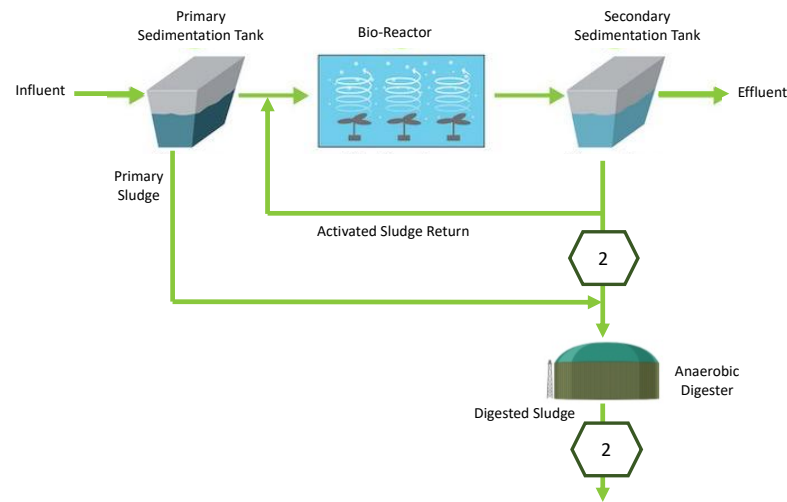 Primary
Sedimentation Tank
Bio-Reactor
Secondary
Sedimentation Tank
Influent
Effluent
Primary
Sludge
Activated Sludge Return
2
Anaerobic
Digester
Digested Sludge
2